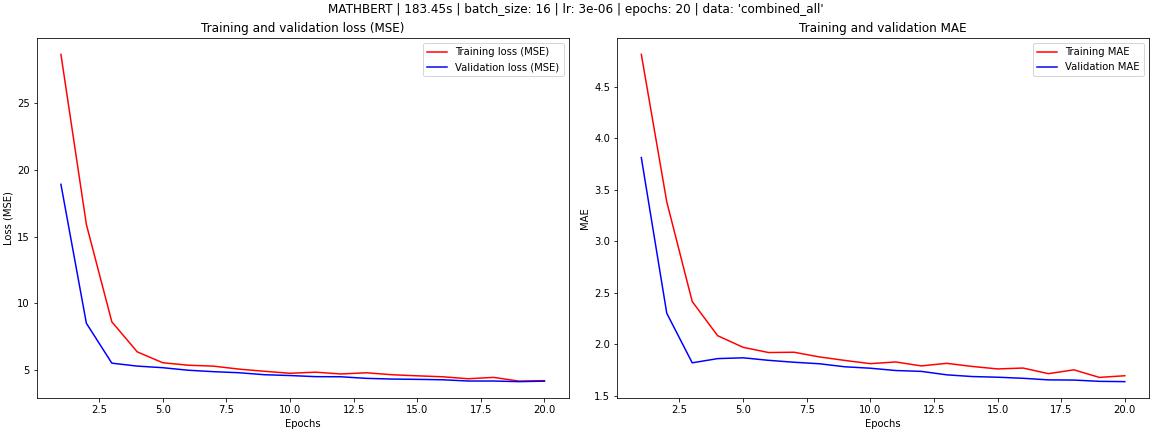 MATHBERT | 183.45s | batch_size: 16 | lr: 3e-06 | epochs: 20 | data: 'combined_all'
Training and validation loss (MSE)
Training loss (MSE)
Validation loss (MSE)
25
20
15
10
5
Loss (MSE)
2.5 5.0 7.5 10.0 12.5 15.0 17.5 20.0
Epochs
Training and validation MAE
Training MAE
Validation MAE
4.5
4.0
3.5
3.0
2.5
2.0
1.5
MAE
2.5 5.0 7.5 10.0 12.5 15.0 17.5 20.0
Epochs